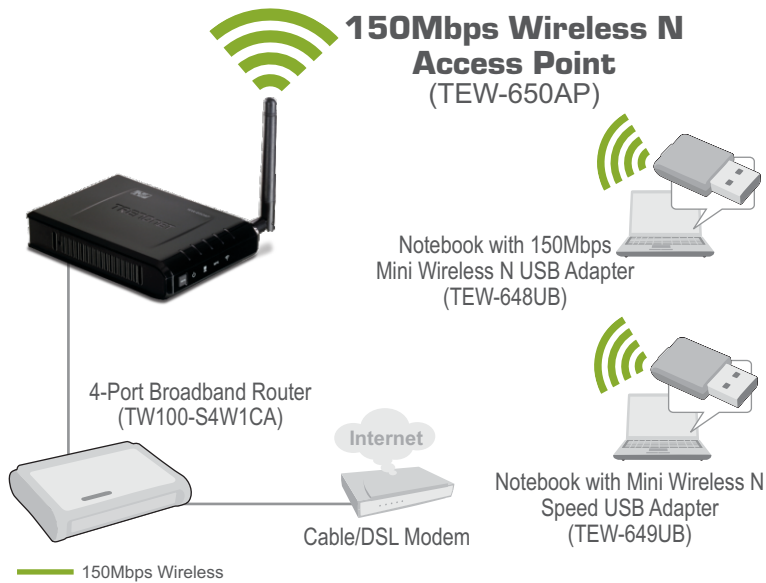 150Mbps Wireless N
Access Point
(TEW-650AP)
Notebook with 150Mbps
Mini Wireless N USB Adapter
(TEW-648UB)
4-Port Broadband Router
(TW100-S4W1CA)
Internet
Cable/DSL Modem
Notebook with Mini Wireless N
Speed USB Adapter
(TEW-649UB)
150Mbps Wireless